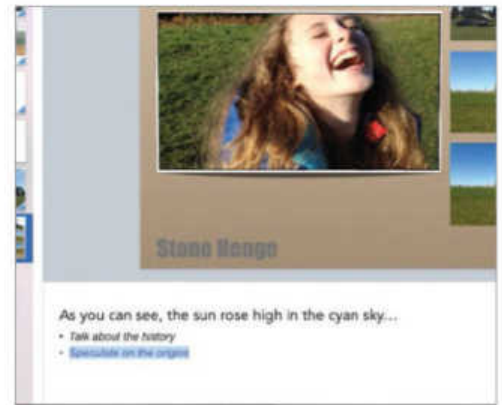 Stone Henge
As you can see, the sun rose high in the cyan sky…
• Talk about the history
• Speculate on the origins